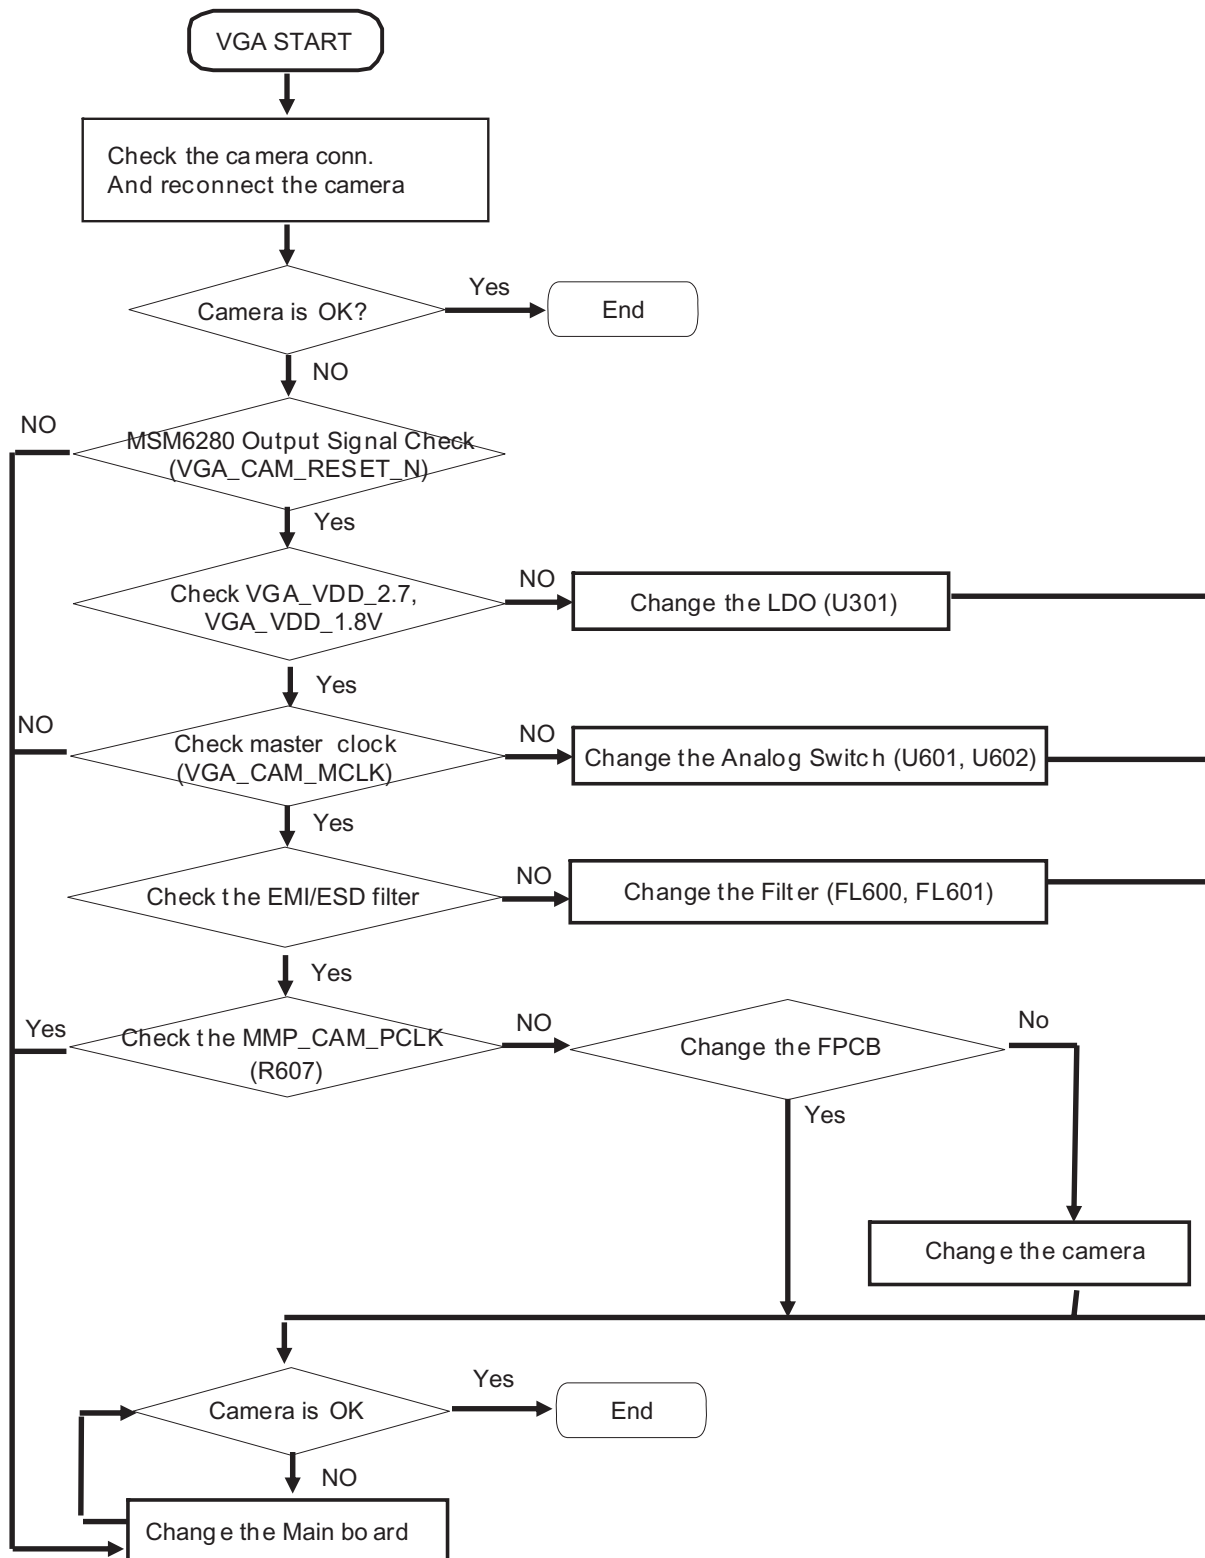 VGA START
Check the camera conn.
And reconnect the camera
Camera is OK?
Yes
End
NO
NO
MSM6280 Output Signal Check
(VGA_CAM_RESET_N)
Yes
Check VGA_VDD_2.7,
VGA_VDD_1.8V
NO
Change the LDO (U301)
Yes
NO
Check master clock
(VGA_CAM_MCLK)
NO
Change the Analog Switch (U601, U602)
Yes
Check the EMI/ESD filter
NO
Change the Filter (FL600, FL601)
Yes
Yes
Check the MMP_CAM_PCLK
(R607)
NO
Change the FPCB
No
Yes
Change the camera
Camera is OK
Yes
End
NO
Change the Main board